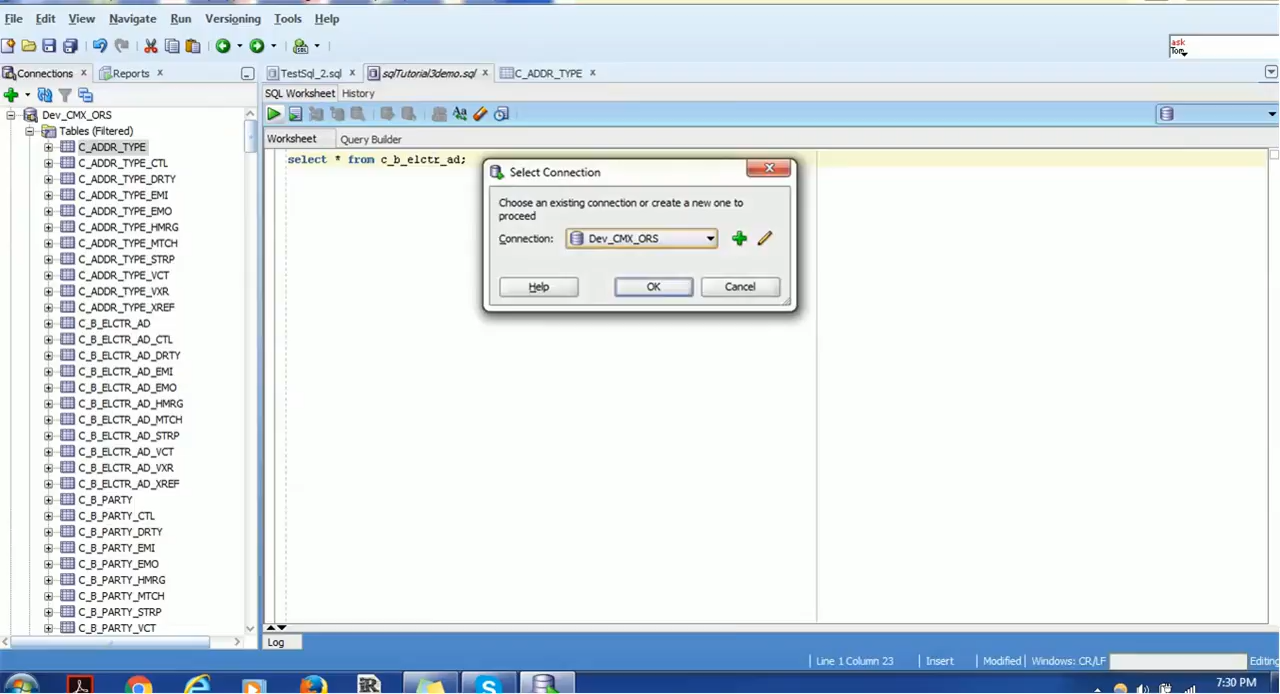 File Edit View Navigate Run Versioning Tools Help
ask
Tom
Connections Reports TestSql_2.sql sqlTutorial3demo.sql C_ADDR_TYPE
SQL Worksheet History
Worksheet Query Builder
select * from c_b_elctr_ad;
Dev_CMX_ORS
Tables (Filtered)
C_ADDR_TYPE
C_ADDR_TYPE_CTL
C_ADDR_TYPE_DRTY
C_ADDR_TYPE_EMI
C_ADDR_TYPE_EMO
C_ADDR_TYPE_HMRG
C_ADDR_TYPE_MTCH
C_ADDR_TYPE_STRP
C_ADDR_TYPE_VCT
C_ADDR_TYPE_VXR
C_ADDR_TYPE_XREF
C_B_ELCTR_AD
C_B_ELCTR_AD_CTL
C_B_ELCTR_AD_DRTY
C_B_ELCTR_AD_EMI
C_B_ELCTR_AD_EMO
C_B_ELCTR_AD_HMRG
C_B_ELCTR_AD_MTCH
C_B_ELCTR_AD_STRP
C_B_ELCTR_AD_VCT
C_B_ELCTR_AD_VXR
C_B_ELCTR_AD_XREF
C_B_PARTY
C_B_PARTY_CTL
C_B_PARTY_DRTY
C_B_PARTY_EMI
C_B_PARTY_EMO
C_B_PARTY_HMRG
C_B_PARTY_MTCH
C_B_PARTY_STRP
C_B_PARTY_VCT
Select Connection
Choose an existing connection or create a new one to
proceed
Connection: Dev_CMX_ORS
Help OK Cancel
Log
Line 1 Column 23 Insert Modified Windows: CR/LF Editing
7:30 PM